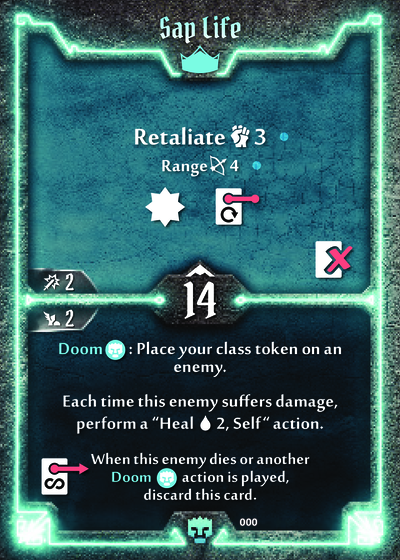 Sap Life
Retaliate 3
Range 4
2
14
2
Doom : Place your class token on an
enemy.
Each time this enemy suffers damage,
perform a “Heal 2, Self“ action.
When this enemy dies or another
Doom action is played,
discard this card.
000